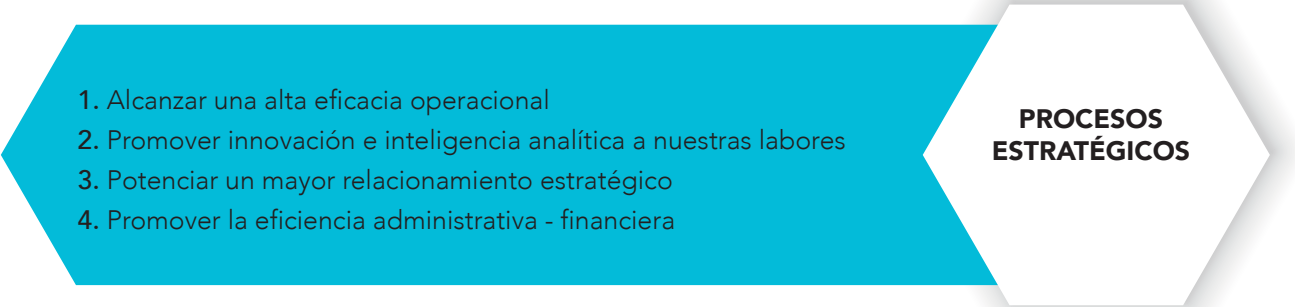 1. Alcanzar una alta eficacia operacional
2. Promover innovación e inteligencia analítica a nuestras labores
3. Potenciar un mayor relacionamiento estratégico
4. Promover la eficiencia administrativa - financiera
PROCESOS
ESTRATÉGICOS